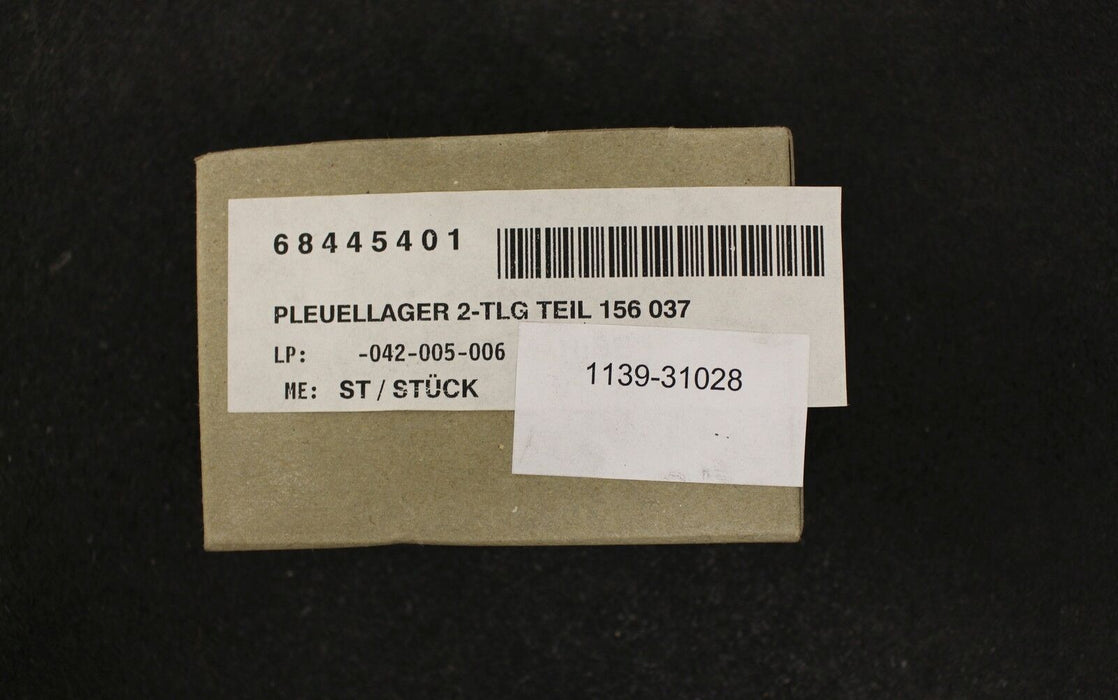 68445401
PLEUELLAGER 2-TLG TEIL 156 037
LP: -042-005-006
ME: ST / STÜCK
1139-31028